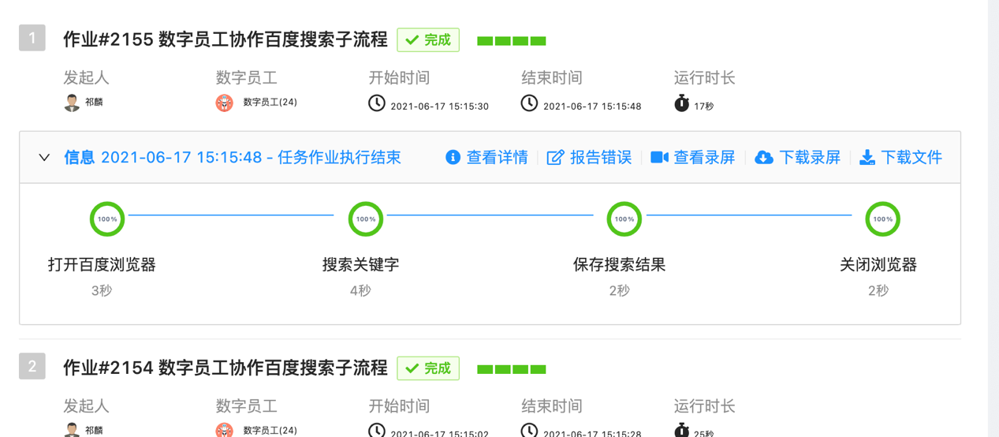 1 作业#2155 数字员工协作百度搜索子流程 完成
发起人 数字员工 开始时间 结束时间 运行时长
祁麟 数字员工(24) 2021-06-17 15:15:30 2021-06-17 15:15:48 17秒
信息 2021-06-17 15:15:48 - 任务作业执行结束 查看详情 报告错误 查看录屏 下载录屏 下载文件
100% 100% 100% 100%
打开百度浏览器 搜索关键字 保存搜索结果 关闭浏览器
3秒 4秒 2秒 2秒
2 作业#2154 数字员工协作百度搜索子流程 完成
发起人 数字员工 开始时间 结束时间 运行时长
祁麟 数字员工(24) 2021-06-17 15:15:02 2021-06-17 15:15:28 25秒